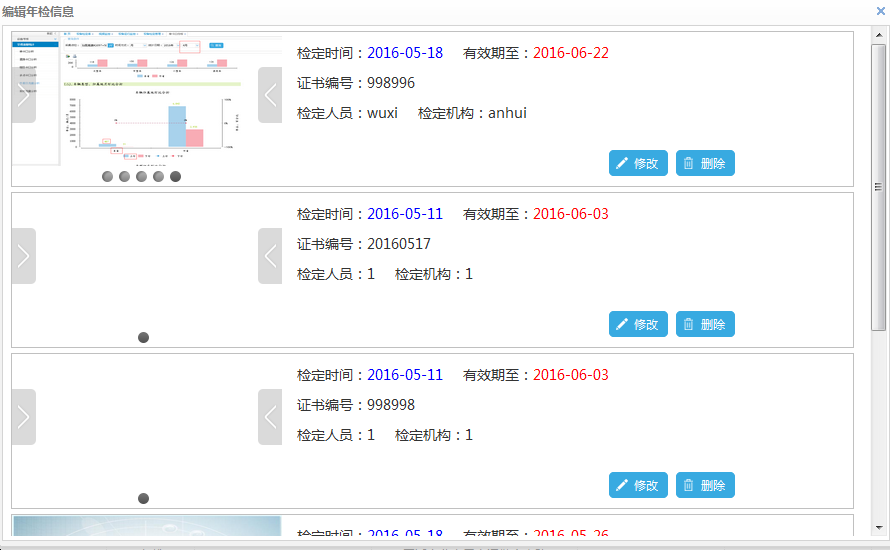 编辑年检信息
检定时间：2016-05-18 有效期至：2016-06-22
证书编号：998996
检定人员：wuxi 检定机构：anhui
修改 删除
检定时间：2016-05-11 有效期至：2016-06-03
证书编号：20160517
检定人员：1 检定机构：1
修改 删除
检定时间：2016-05-11 有效期至：2016-06-03
证书编号：998998
检定人员：1 检定机构：1
修改 删除
检定时间：2016-05-18 有效期至：2016-05-26